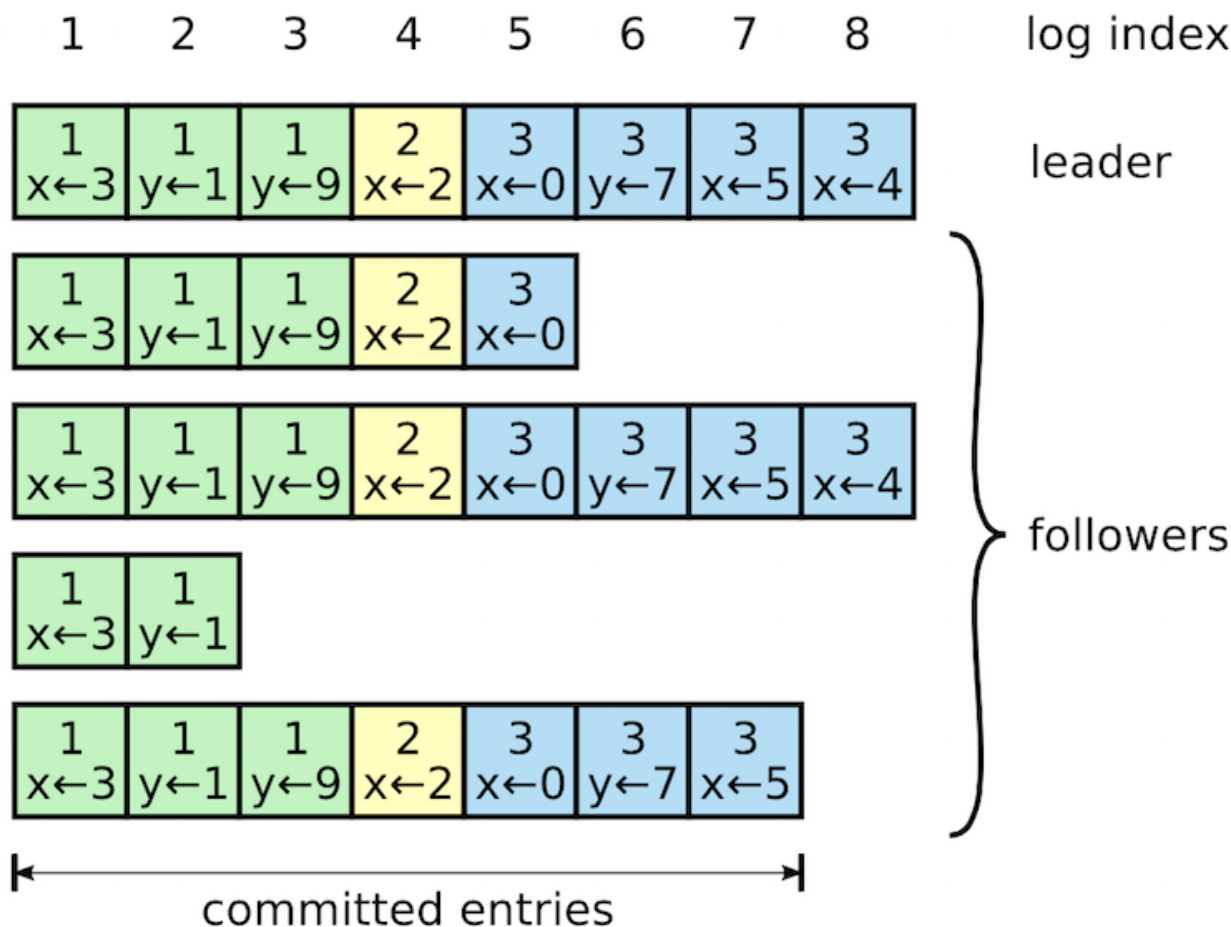 1 2 3 4 5 6 7 8 log index
1 1 1 2 3 3 3 3
x←3 y←1 y←9 x←2 x←0 y←7 x←5 x←4
leader
1 1 1 2 3
x←3 y←1 y←9 x←2 x←0
1 1 1 2 3 3 3 3
x←3 y←1 y←9 x←2 x←0 y←7 x←5 x←4
followers
1 1
x←3 y←1
1 1 1 2 3 3 3
x←3 y←1 y←9 x←2 x←0 y←7 x←5
committed entries